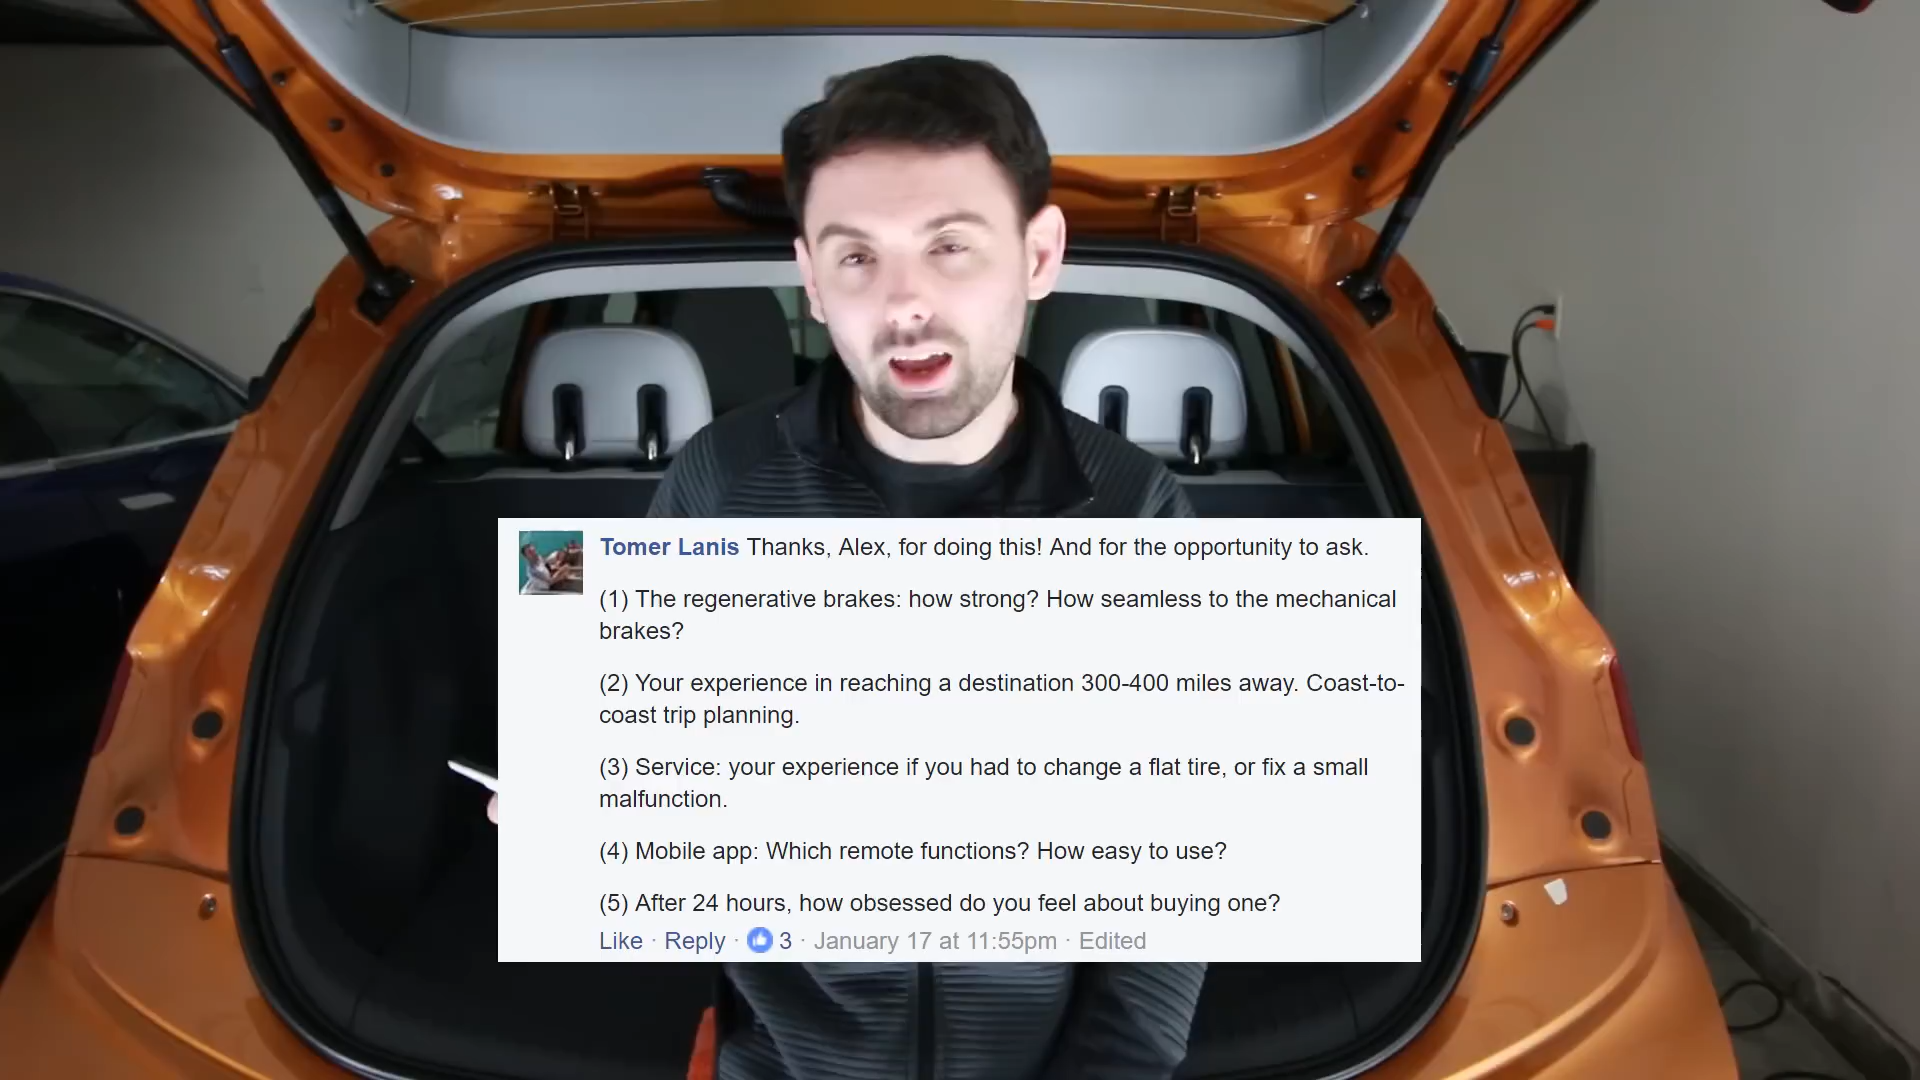 Tomer Lanis Thanks, Alex, for doing this! And for the opportunity to ask.
(1) The regenerative brakes: how strong? How seamless to the mechanical
brakes?
(2) Your experience in reaching a destination 300-400 miles away. Coast-to-
coast trip planning.
(3) Service: your experience if you had to change a flat tire, or fix a small
malfunction.
(4) Mobile app: Which remote functions? How easy to use?
(5) After 24 hours, how obsessed do you feel about buying one?
Like · Reply · 3 · January 17 at 11:55pm · Edited